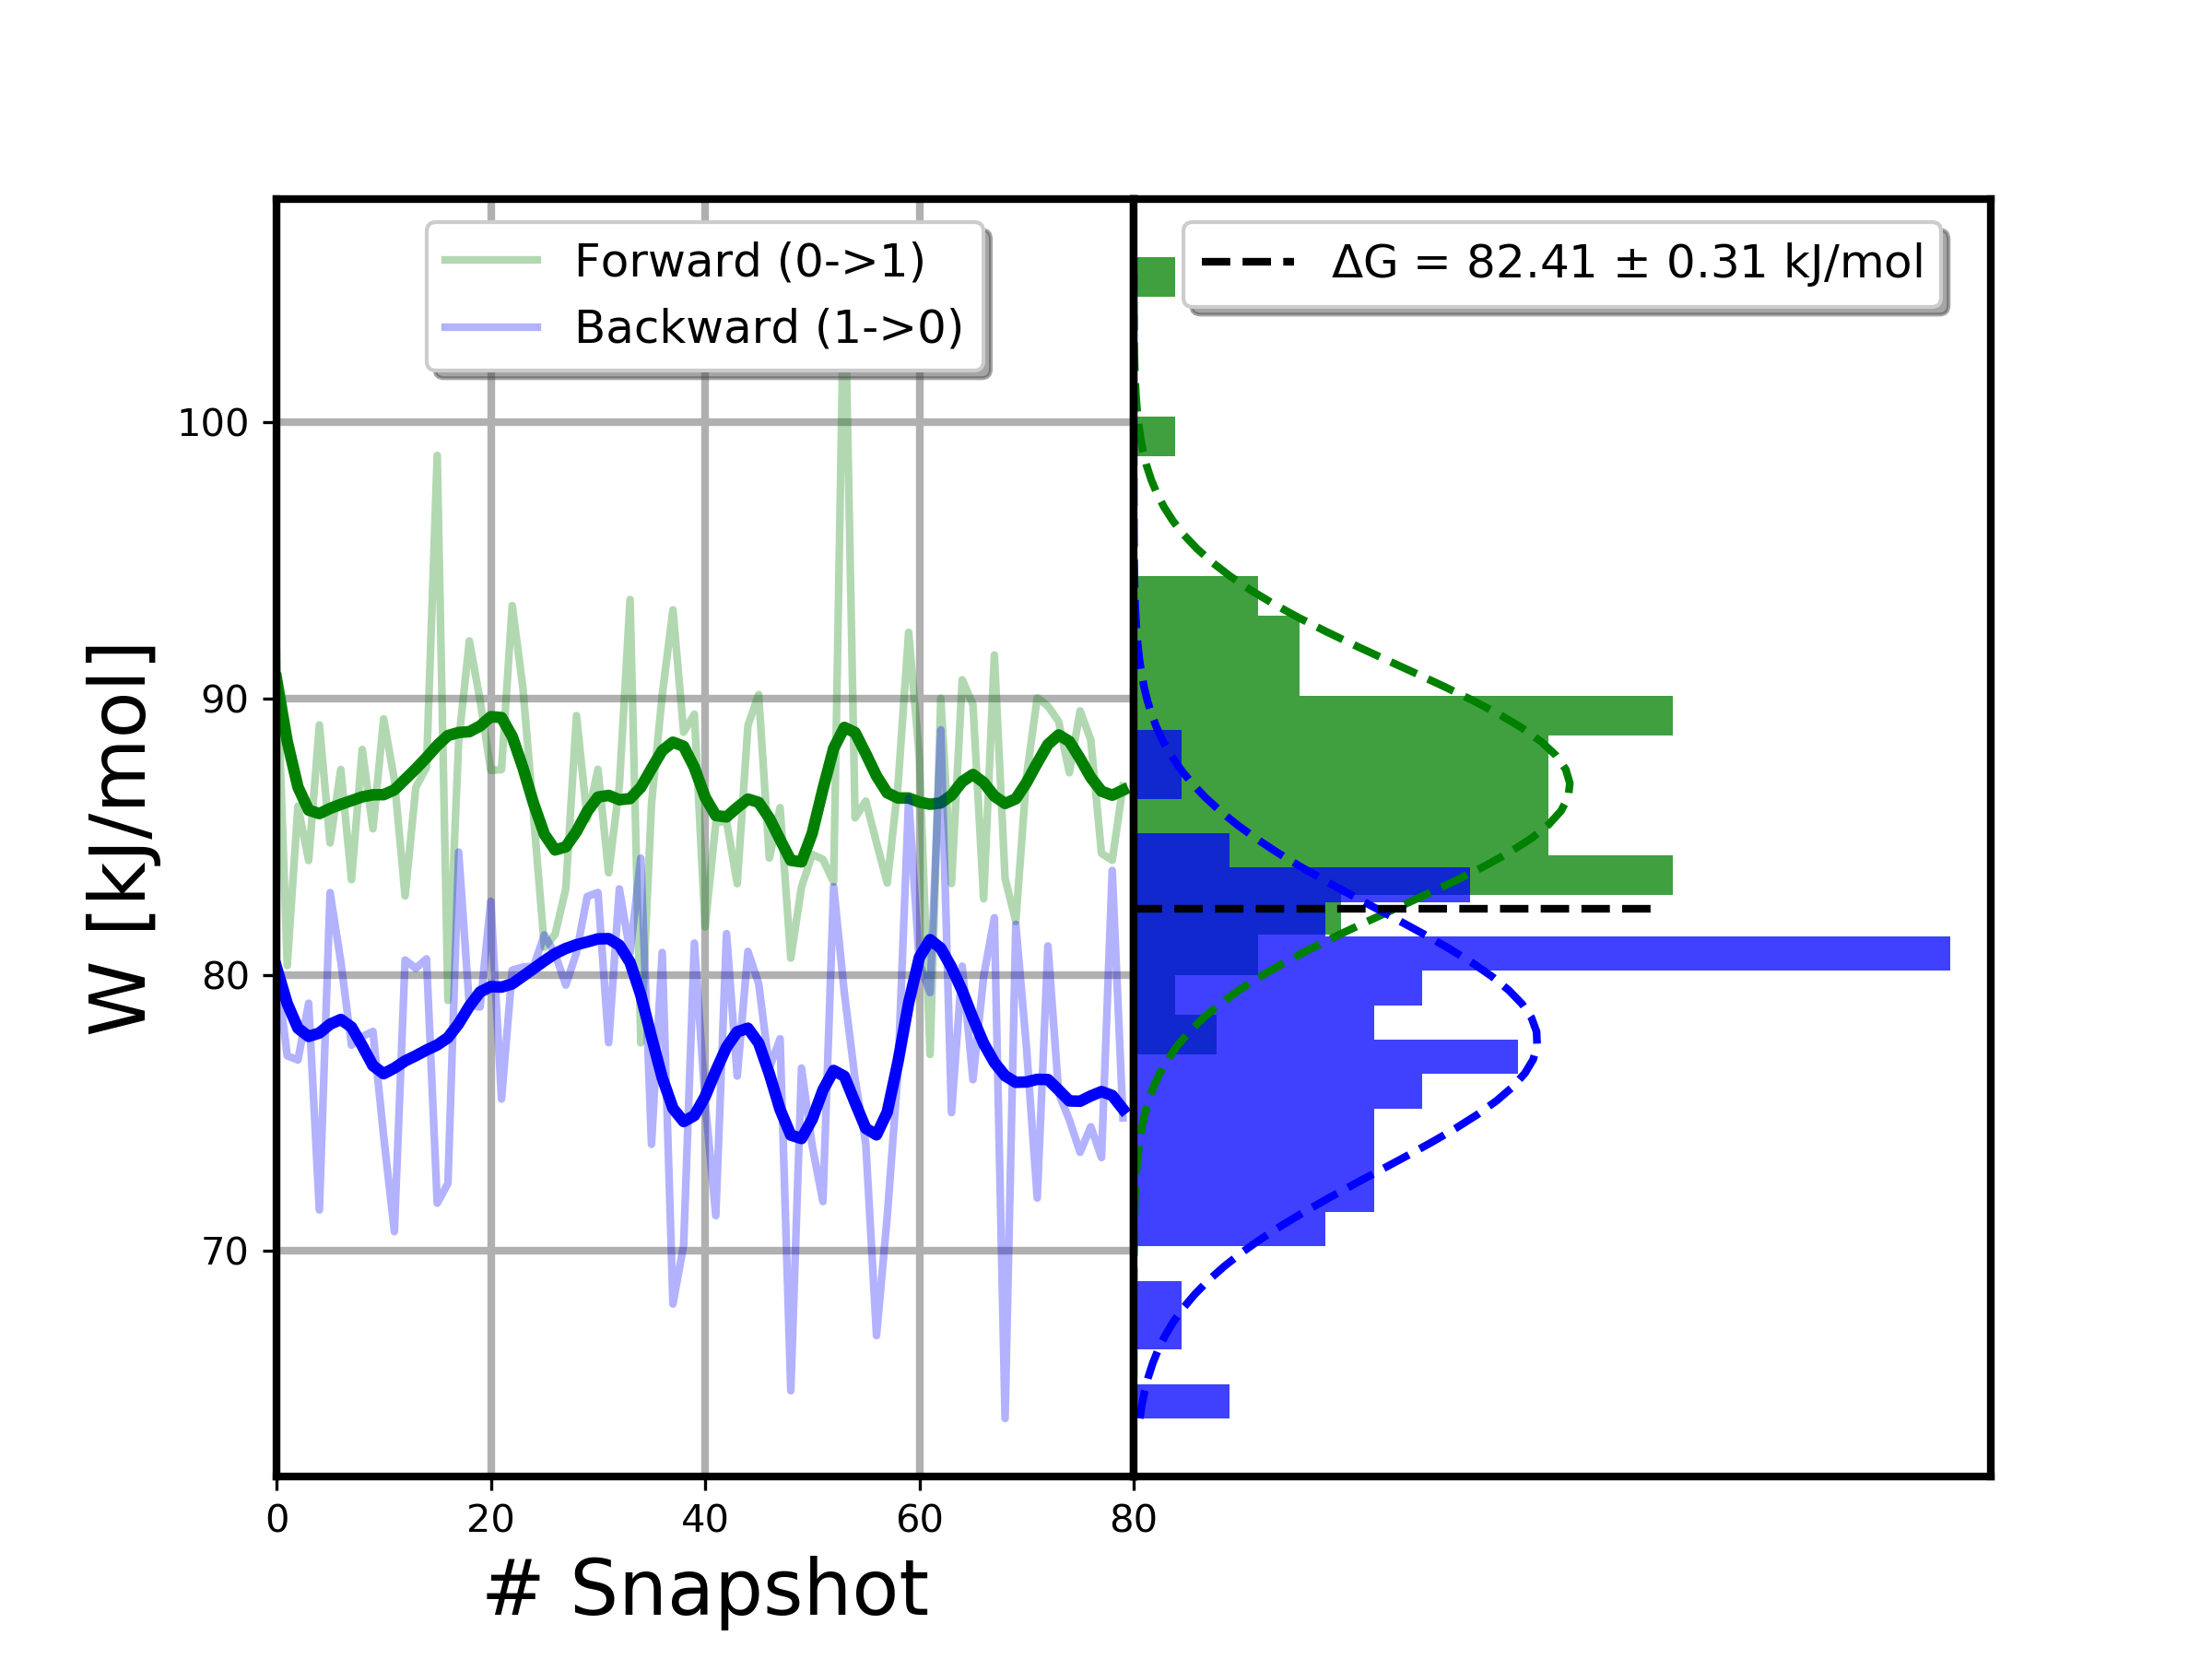 Forward (0->1)
Backward (1->0)
ΔG = 82.41 ± 0.31 kJ/mol
W [kJ/mol]
100
90
80
70
0 20 40 60 80
# Snapshot